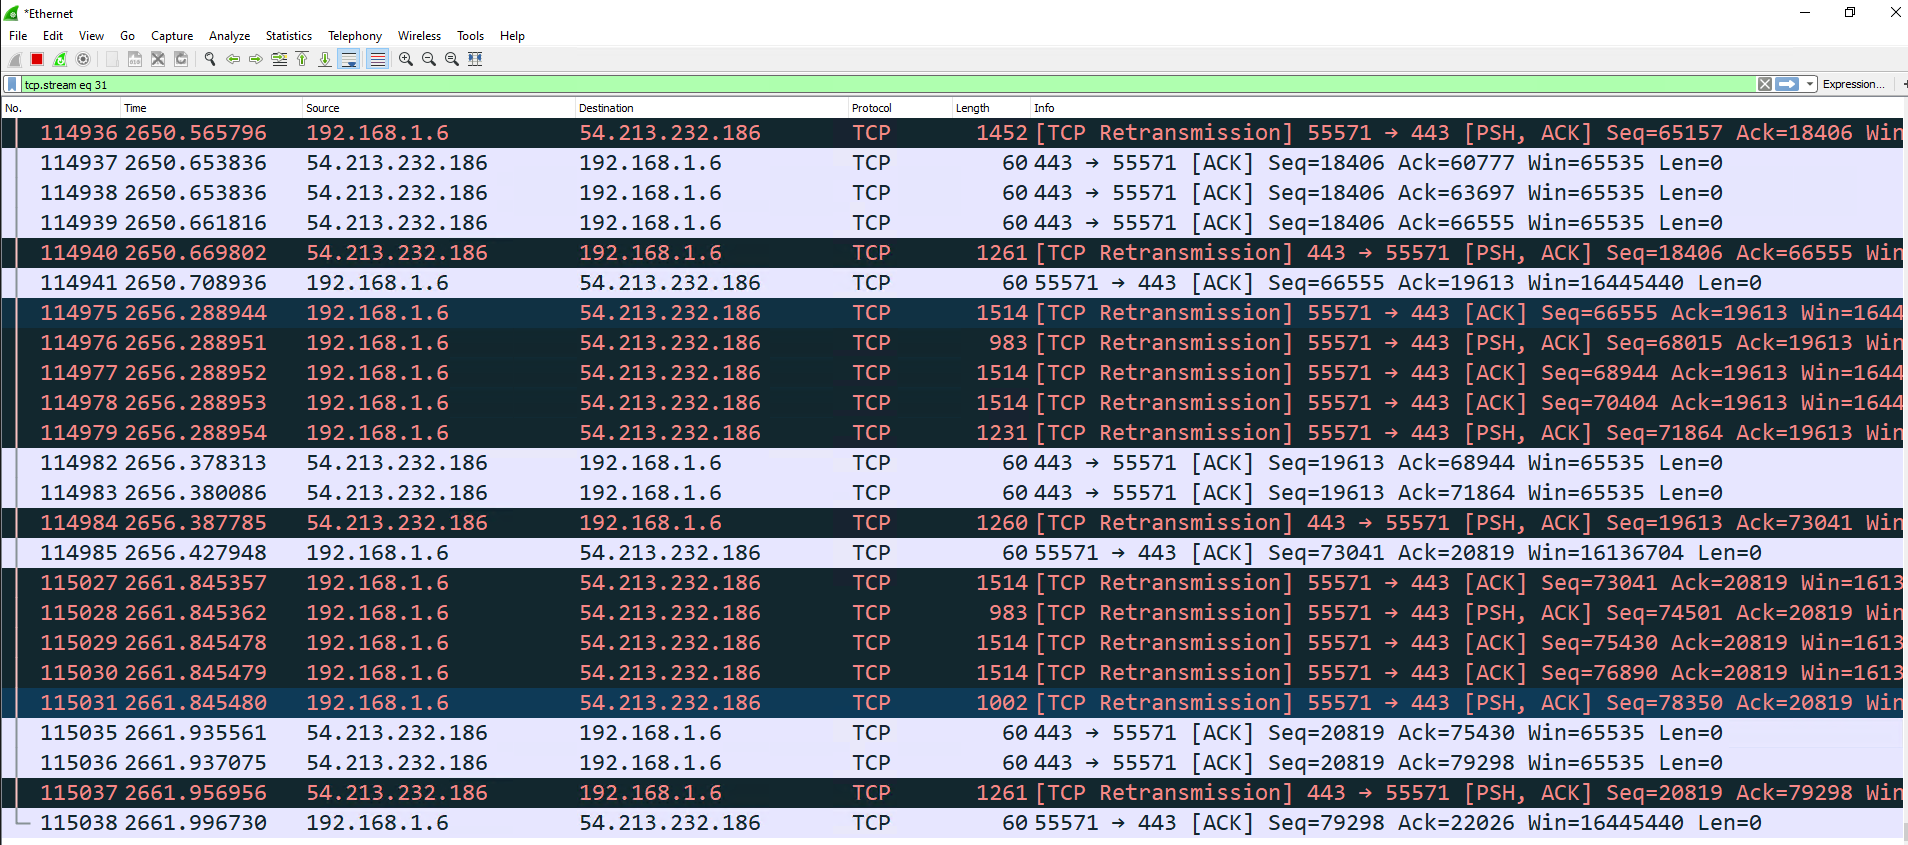 *Ethernet
File Edit View Go Capture Analyze Statistics Telephony Wireless Tools Help
tcp.stream eq 31 Expression... +
No. Time Source Destination Protocol Length Info
114936 2650.565796 192.168.1.6 54.213.232.186 TCP 1452 [TCP Retransmission] 55571 → 443 [PSH, ACK] Seq=65157 Ack=18406 Win
114937 2650.653836 54.213.232.186 192.168.1.6 TCP 60 443 → 55571 [ACK] Seq=18406 Ack=60777 Win=65535 Len=0
114938 2650.653836 54.213.232.186 192.168.1.6 TCP 60 443 → 55571 [ACK] Seq=18406 Ack=63697 Win=65535 Len=0
114939 2650.661816 54.213.232.186 192.168.1.6 TCP 60 443 → 55571 [ACK] Seq=18406 Ack=66555 Win=65535 Len=0
114940 2650.669802 54.213.232.186 192.168.1.6 TCP 1261 [TCP Retransmission] 443 → 55571 [PSH, ACK] Seq=18406 Ack=66555 Win
114941 2650.708936 192.168.1.6 54.213.232.186 TCP 60 55571 → 443 [ACK] Seq=66555 Ack=19613 Win=16445440 Len=0
114975 2656.288944 192.168.1.6 54.213.232.186 TCP 1514 [TCP Retransmission] 55571 → 443 [ACK] Seq=66555 Ack=19613 Win=1644
114976 2656.288951 192.168.1.6 54.213.232.186 TCP 983 [TCP Retransmission] 55571 → 443 [PSH, ACK] Seq=68015 Ack=19613 Win
114977 2656.288952 192.168.1.6 54.213.232.186 TCP 1514 [TCP Retransmission] 55571 → 443 [ACK] Seq=68944 Ack=19613 Win=1644
114978 2656.288953 192.168.1.6 54.213.232.186 TCP 1514 [TCP Retransmission] 55571 → 443 [ACK] Seq=70404 Ack=19613 Win=1644
114979 2656.288954 192.168.1.6 54.213.232.186 TCP 1231 [TCP Retransmission] 55571 → 443 [PSH, ACK] Seq=71864 Ack=19613 Win
114982 2656.378313 54.213.232.186 192.168.1.6 TCP 60 443 → 55571 [ACK] Seq=19613 Ack=68944 Win=65535 Len=0
114983 2656.380086 54.213.232.186 192.168.1.6 TCP 60 443 → 55571 [ACK] Seq=19613 Ack=71864 Win=65535 Len=0
114984 2656.387785 54.213.232.186 192.168.1.6 TCP 1260 [TCP Retransmission] 443 → 55571 [PSH, ACK] Seq=19613 Ack=73041 Win
114985 2656.427948 192.168.1.6 54.213.232.186 TCP 60 55571 → 443 [ACK] Seq=73041 Ack=20819 Win=16136704 Len=0
115027 2661.845357 192.168.1.6 54.213.232.186 TCP 1514 [TCP Retransmission] 55571 → 443 [ACK] Seq=73041 Ack=20819 Win=1613
115028 2661.845362 192.168.1.6 54.213.232.186 TCP 983 [TCP Retransmission] 55571 → 443 [PSH, ACK] Seq=74501 Ack=20819 Win
115029 2661.845478 192.168.1.6 54.213.232.186 TCP 1514 [TCP Retransmission] 55571 → 443 [ACK] Seq=75430 Ack=20819 Win=1613
115030 2661.845479 192.168.1.6 54.213.232.186 TCP 1514 [TCP Retransmission] 55571 → 443 [ACK] Seq=76890 Ack=20819 Win=1613
115031 2661.845480 192.168.1.6 54.213.232.186 TCP 1002 [TCP Retransmission] 55571 → 443 [PSH, ACK] Seq=78350 Ack=20819 Win
115035 2661.935561 54.213.232.186 192.168.1.6 TCP 60 443 → 55571 [ACK] Seq=20819 Ack=75430 Win=65535 Len=0
115036 2661.937075 54.213.232.186 192.168.1.6 TCP 60 443 → 55571 [ACK] Seq=20819 Ack=79298 Win=65535 Len=0
115037 2661.956956 54.213.232.186 192.168.1.6 TCP 1261 [TCP Retransmission] 443 → 55571 [PSH, ACK] Seq=20819 Ack=79298 Win
115038 2661.996730 192.168.1.6 54.213.232.186 TCP 60 55571 → 443 [ACK] Seq=79298 Ack=22026 Win=16445440 Len=0